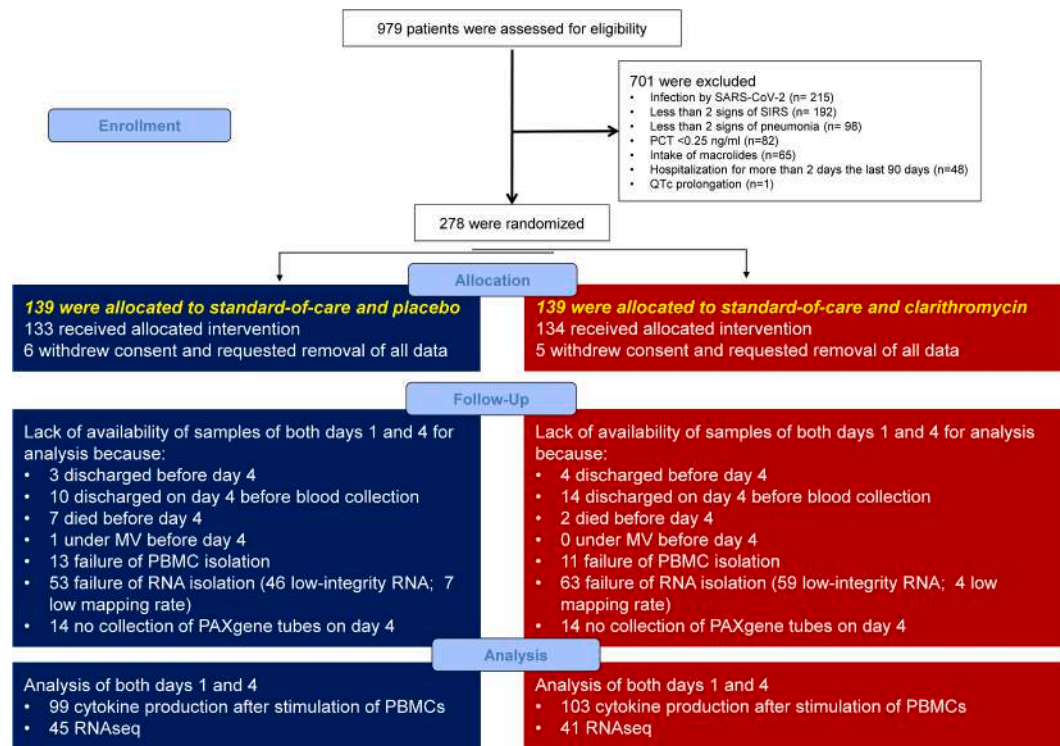 979 patients were assessed for eligibility
701 were excluded
• Infection by SARS-CoV-2 (n= 215)
• Less than 2 signs of SIRS (n= 192)
• Less than 2 signs of pneumonia (n= 98)
• PCT <0.25 ng/ml (n=82)
• Intake of macrolides (n=65)
• Hospitalization for more than 2 days the last 90 days (n=48)
• QTc prolongation (n=1)
Enrollment
278 were randomized
Allocation
139 were allocated to standard-of-care and placebo
133 received allocated intervention
6 withdrew consent and requested removal of all data
139 were allocated to standard-of-care and clarithromycin
134 received allocated intervention
5 withdrew consent and requested removal of all data
Follow-Up
Lack of availability of samples of both days 1 and 4 for
analysis because:
• 3 discharged before day 4
• 10 discharged on day 4 before blood collection
• 7 died before day 4
• 1 under MV before day 4
• 13 failure of PBMC isolation
• 53 failure of RNA isolation (46 low-integrity RNA; 7
low mapping rate)
• 14 no collection of PAXgene tubes on day 4
Lack of availability of samples of both days 1 and 4 for analysis
because:
• 4 discharged before day 4
• 14 discharged on day 4 before blood collection
• 2 died before day 4
• 0 under MV before day 4
• 11 failure of PBMC isolation
• 63 failure of RNA isolation (59 low-integrity RNA; 4 low
mapping rate)
• 14 no collection of PAXgene tubes on day 4
Analysis
Analysis of both days 1 and 4
• 99 cytokine production after stimulation of PBMCs
• 45 RNAseq
Analysis of both days 1 and 4
• 103 cytokine production after stimulation of PBMCs
• 41 RNAseq